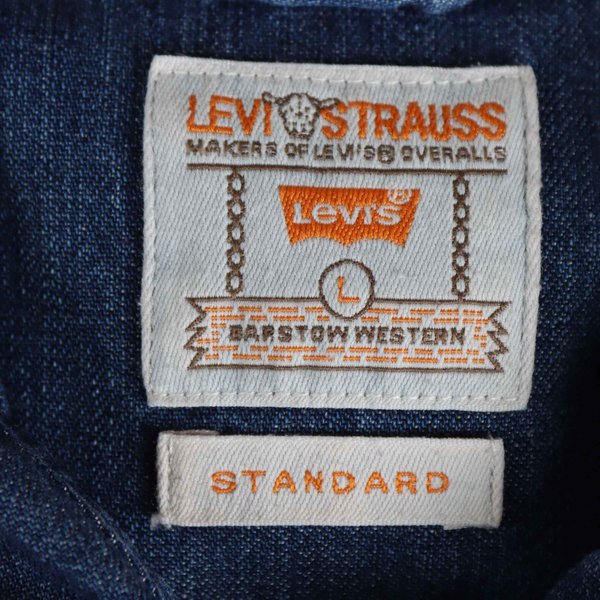 LEVI STRAUSS
MAKERS OF LEVI'S® OVERALLS
LEVI'S®
L
BARSTOW WESTERN
STANDARD